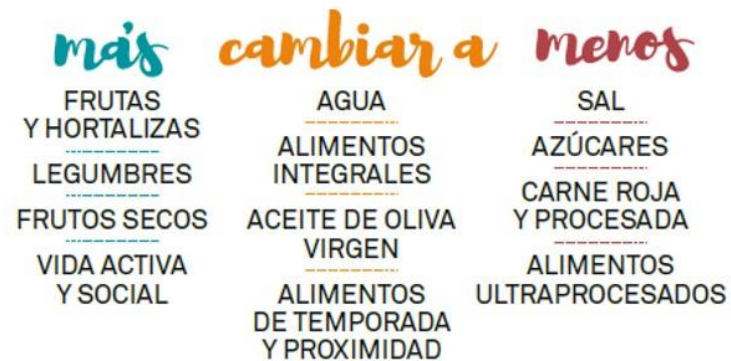 más
FRUTAS
Y HORTALIZAS
LEGUMBRES
FRUTOS SECOS
VIDA ACTIVA
Y SOCIAL
cambiar a
AGUA
ALIMENTOS
INTEGRALES
ACEITE DE OLIVA
VIRGEN
ALIMENTOS
DE TEMPORADA
Y PROXIMIDAD
menos
SAL
AZÚCARES
CARNE ROJA
Y PROCESADA
ALIMENTOS
ULTRAPROCESADOS